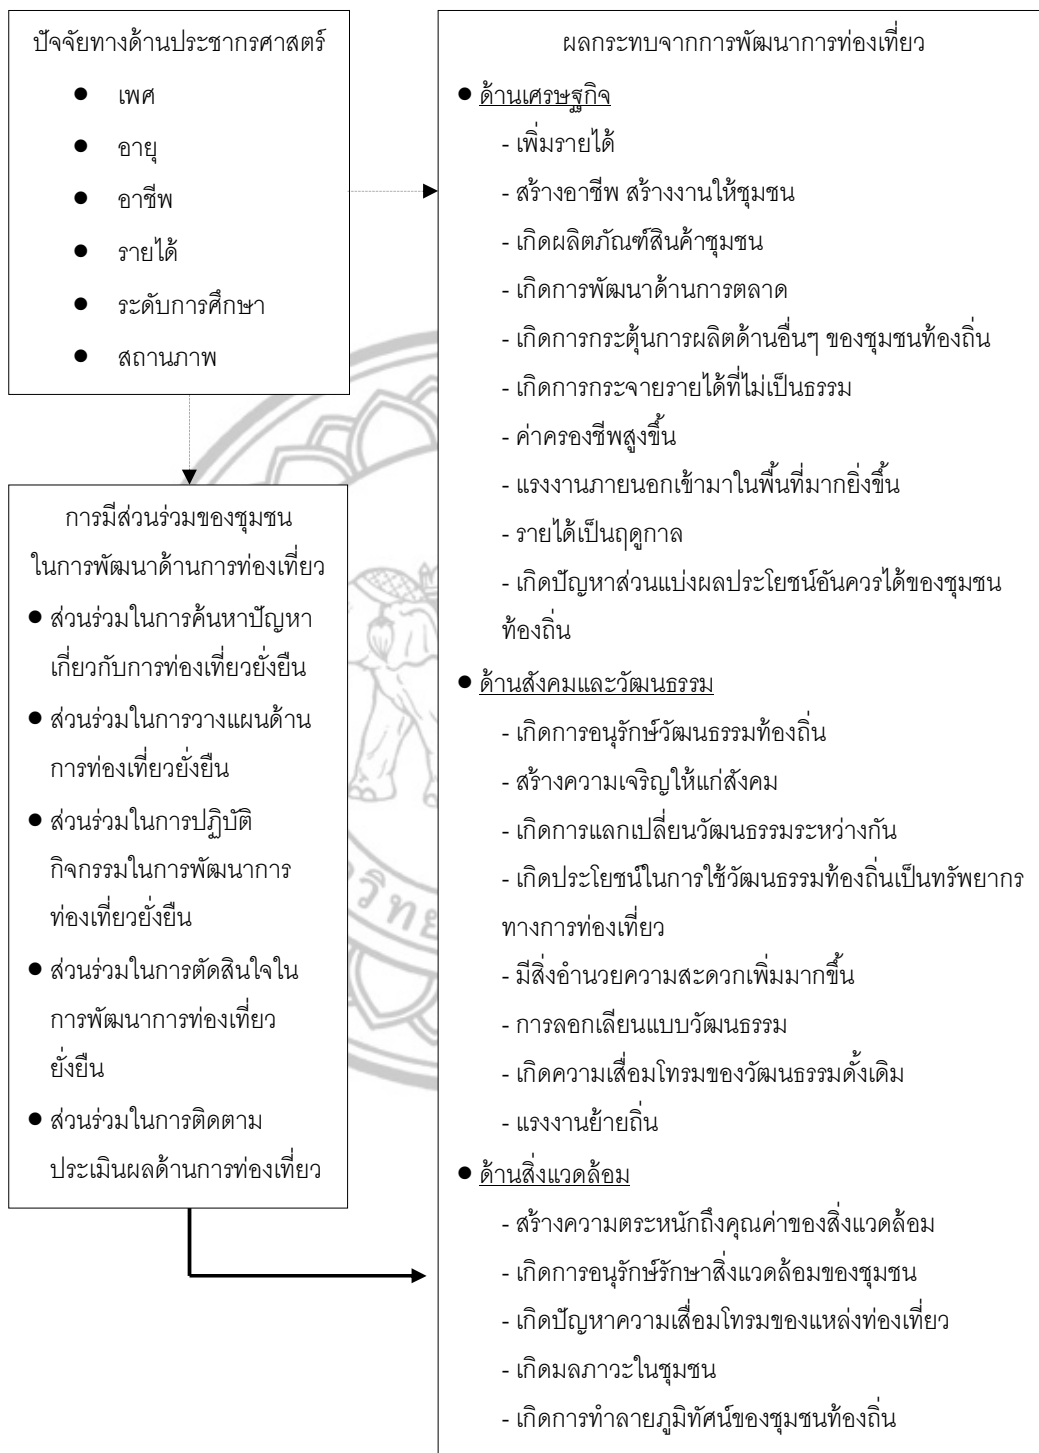 ปัจจัยทางด้านประชากรศาสตร์
● เพศ
● อายุ
● อาชีพ
● รายได้
● ระดับการศึกษา
● สถานภาพ
การมีส่วนร่วมของชุมชน
ในการพัฒนาด้านการท่องเที่ยว
● ส่วนร่วมในการค้นหาปัญหา
เกี่ยวกับการท่องเที่ยวยั่งยืน
● ส่วนร่วมในการวางแผนด้าน
การท่องเที่ยวยั่งยืน
● ส่วนร่วมในการปฏิบัติ
กิจกรรมในการพัฒนาการ
ท่องเที่ยวยั่งยืน
● ส่วนร่วมในการตัดสินใจใน
การพัฒนาการท่องเที่ยว
ยั่งยืน
● ส่วนร่วมในการติดตาม
ประเมินผลด้านการท่องเที่ยว
ผลกระทบจากการพัฒนาการท่องเที่ยว
● ด้านเศรษฐกิจ
- เพิ่มรายได้
- สร้างอาชีพ สร้างงานให้ชุมชน
- เกิดผลิตภัณฑ์สินค้าชุมชน
- เกิดการพัฒนาด้านการตลาด
- เกิดการกระตุ้นการผลิตด้านอื่นๆ ของชุมชนท้องถิ่น
- เกิดการกระจายรายได้ที่ไม่เป็นธรรม
- ค่าครองชีพสูงขึ้น
- แรงงานภายนอกเข้ามาในพื้นที่มากยิ่งขึ้น
- รายได้เป็นฤดูกาล
- เกิดปัญหาส่วนแบ่งผลประโยชน์อันควรได้ของชุมชน
ท้องถิ่น
● ด้านสังคมและวัฒนธรรม
- เกิดการอนุรักษ์วัฒนธรรมท้องถิ่น
- สร้างความเจริญให้แก่สังคม
- เกิดการแลกเปลี่ยนวัฒนธรรมระหว่างกัน
- เกิดประโยชน์ในการใช้วัฒนธรรมท้องถิ่นเป็นทรัพยากร
ทางการท่องเที่ยว
- มีสิ่งอำนวยความสะดวกเพิ่มมากขึ้น
- การลอกเลียนแบบวัฒนธรรม
- เกิดความเสื่อมโทรมของวัฒนธรรมดั้งเดิม
- แรงงานย้ายถิ่น
● ด้านสิ่งแวดล้อม
- สร้างความตระหนักถึงคุณค่าของสิ่งแวดล้อม
- เกิดการอนุรักษ์รักษาสิ่งแวดล้อมของชุมชน
- เกิดปัญหาความเสื่อมโทรมของแหล่งท่องเที่ยว
- เกิดมลภาวะในชุมชน
- เกิดการทำลายภูมิทัศน์ของชุมชนท้องถิ่น